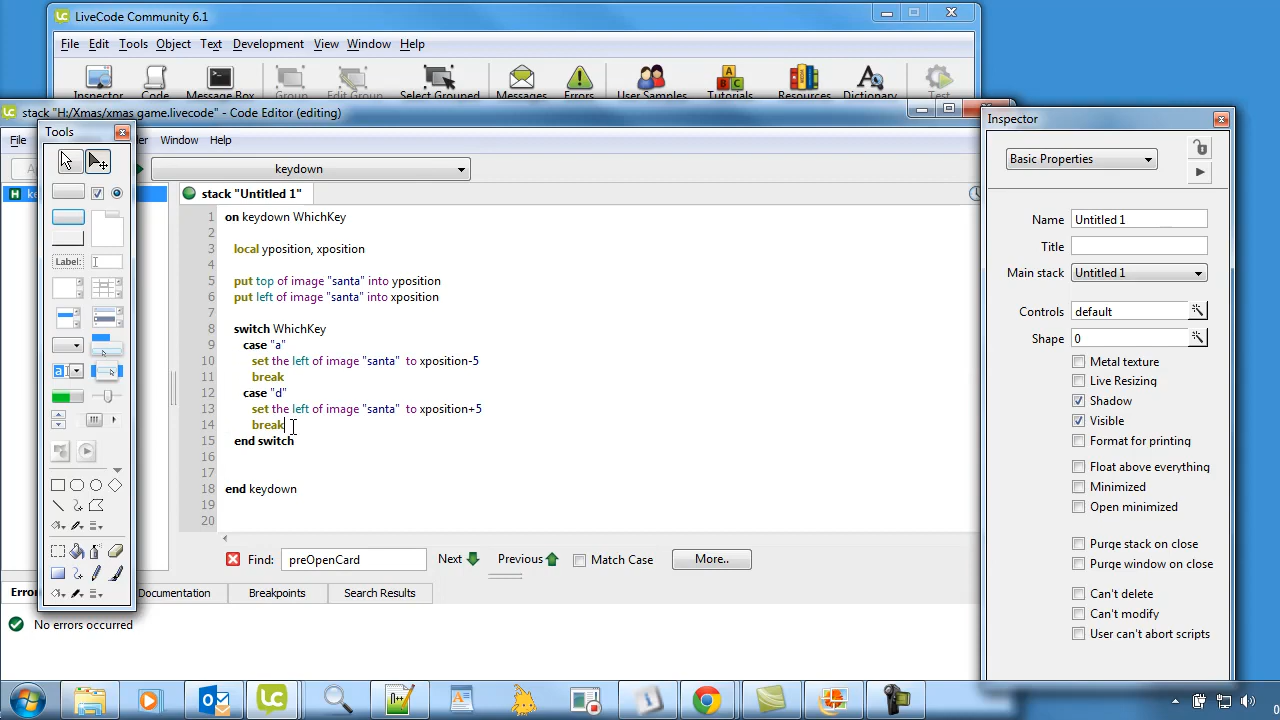 LiveCode Community 6.1
File Edit Tools Object Text Development View Window Help
Inspector Code Message Box Group Edit Group Select Grouped Messages Errors User Samples Tutorials Resources Dictionary Test
stack "H:/Xmas/xmas game.livecode" - Code Editor (editing)
File Window Help
Tools
keydown
stack "Untitled 1"
Label:
1 on keydown WhichKey
2
3 local yposition, xposition
4
5 put top of image "santa" into yposition
6 put left of image "santa" into xposition
7
8 switch WhichKey
9 case "a"
10 set the left of image "santa" to xposition-5
11 break
12 case "d"
13 set the left of image "santa" to xposition+5
14 break
15 end switch
16
17
18 end keydown
19
20
Find: preOpenCard Next Previous Match Case More..
Documentation Breakpoints Search Results
No errors occurred
Inspector
Basic Properties
Name Untitled 1
Title
Main stack Untitled 1
Controls default
Shape 0
Metal texture
Live Resizing
Shadow
Visible
Format for printing
Float above everything
Minimized
Open minimized
Purge stack on close
Purge window on close
Can't delete
Can't modify
User can't abort scripts